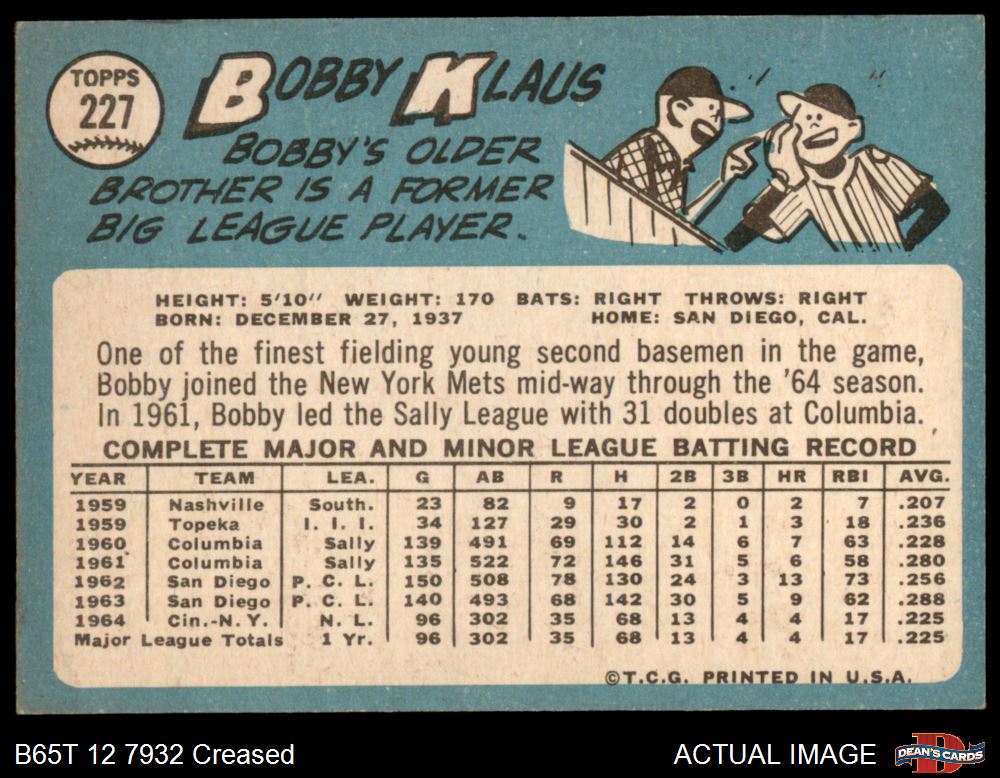 TOPPS
227
BOBBY KLAUS
BOBBY'S OLDER
BROTHER IS A FORMER
BIG LEAGUE PLAYER.
HEIGHT: 5'10" WEIGHT: 170 BATS: RIGHT THROWS: RIGHT
BORN: DECEMBER 27, 1937 HOME: SAN DIEGO, CAL.
One of the finest fielding young second basemen in the game,
Bobby joined the New York Mets mid-way through the '64 season.
In 1961, Bobby led the Sally League with 31 doubles at Columbia.
COMPLETE MAJOR AND MINOR LEAGUE BATTING RECORD
YEAR TEAM LEA. G AB R H 2B 3B HR RBI AVG.
1959 Nashville South. 23 82 9 17 2 0 2 7 .207
1959 Topeka I. I. I. 34 127 29 30 2 1 3 18 .236
1960 Columbia Sally 139 491 69 112 14 6 7 63 .228
1961 Columbia Sally 135 522 72 146 31 5 6 58 .280
1962 San Diego P. C. L. 150 508 78 130 24 3 13 73 .256
1963 San Diego P. C. L. 140 493 68 142 30 5 9 62 .288
1964 Cin.-N. Y. N. L. 96 302 35 68 13 4 4 17 .225
Major League Totals 1 Yr. 96 302 35 68 13 4 4 17 .225
©T.C.G. PRINTED IN U.S.A.
B65T 12 7932 Creased ACTUAL IMAGE
DEAN'S CARDS